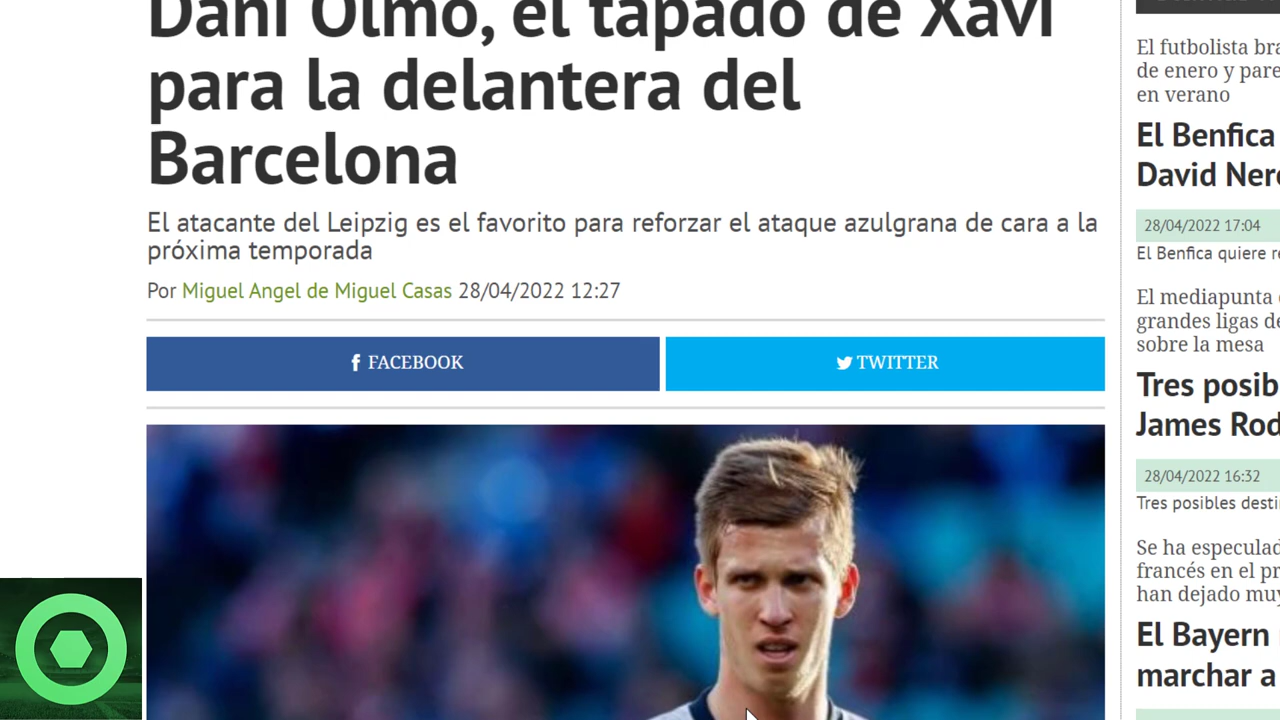 Dani Olmo, el tapado de Xavi
para la delantera del
Barcelona
El atacante del Leipzig es el favorito para reforzar el ataque azulgrana de cara a la
próxima temporada
Por Miguel Angel de Miguel Casas 28/04/2022 12:27
FACEBOOK
TWITTER
El futbolista bra
de enero y pare
en verano
El Benfica
David Nere
28/04/2022 17:04
El Benfica quiere re
El mediapunta
grandes ligas de
sobre la mesa
Tres posib
James Rod
28/04/2022 16:32
Tres posibles desti
Se ha especulad
francés en el pr
han dejado muy
El Bayern
marchar a